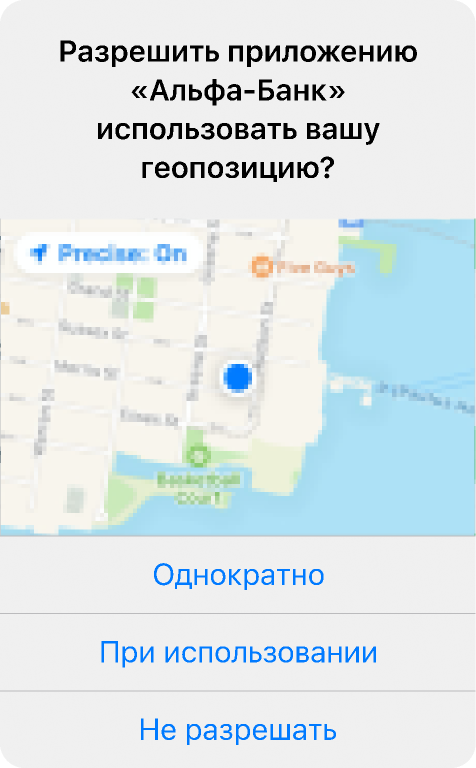 Разрешить приложению
«Альфа-Банк»
использовать вашу
геопозицию?
Precise: On
Five Guys
Basketball
Court
Однократно
При использовании
Не разрешать